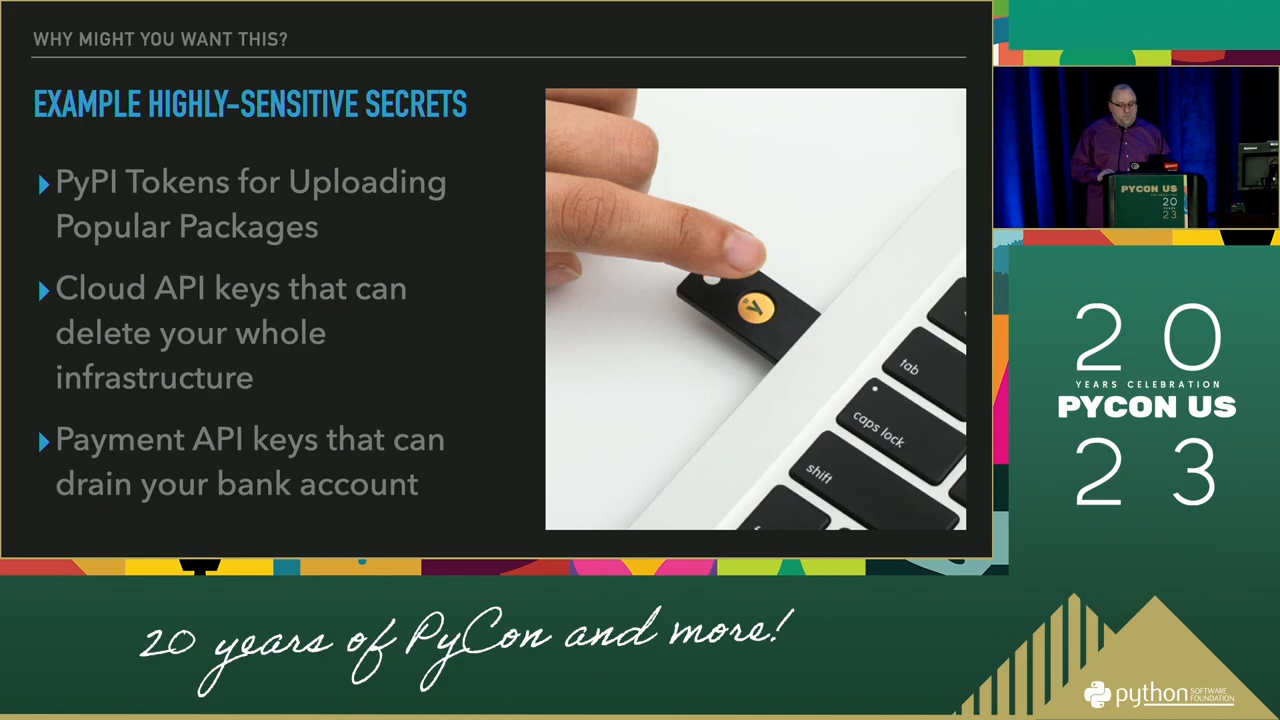 WHY MIGHT YOU WANT THIS?
EXAMPLE HIGHLY-SENSITIVE SECRETS
PyPI Tokens for Uploading
Popular Packages
Cloud API keys that can
delete your whole
infrastructure
Payment API keys that can
drain your bank account
tab
caps lock
shift
PYCON US
20
23
20
YEARS CELEBRATION
PYCON US
23
20 years of PyCon and more!
python SOFTWARE
FOUNDATION